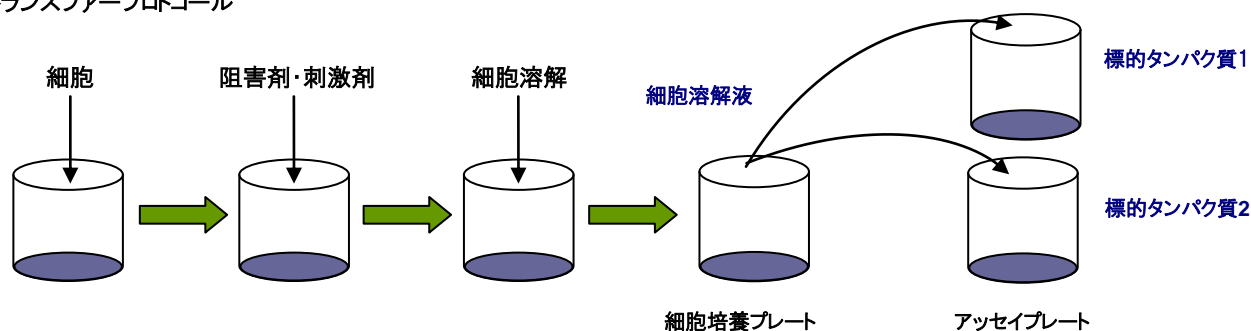 ランスファープロトコール
細胞
阻害剤・刺激剤
細胞溶解
細胞溶解液
標的タンパク質1
標的タンパク質2
細胞培養プレート
アッセイプレート